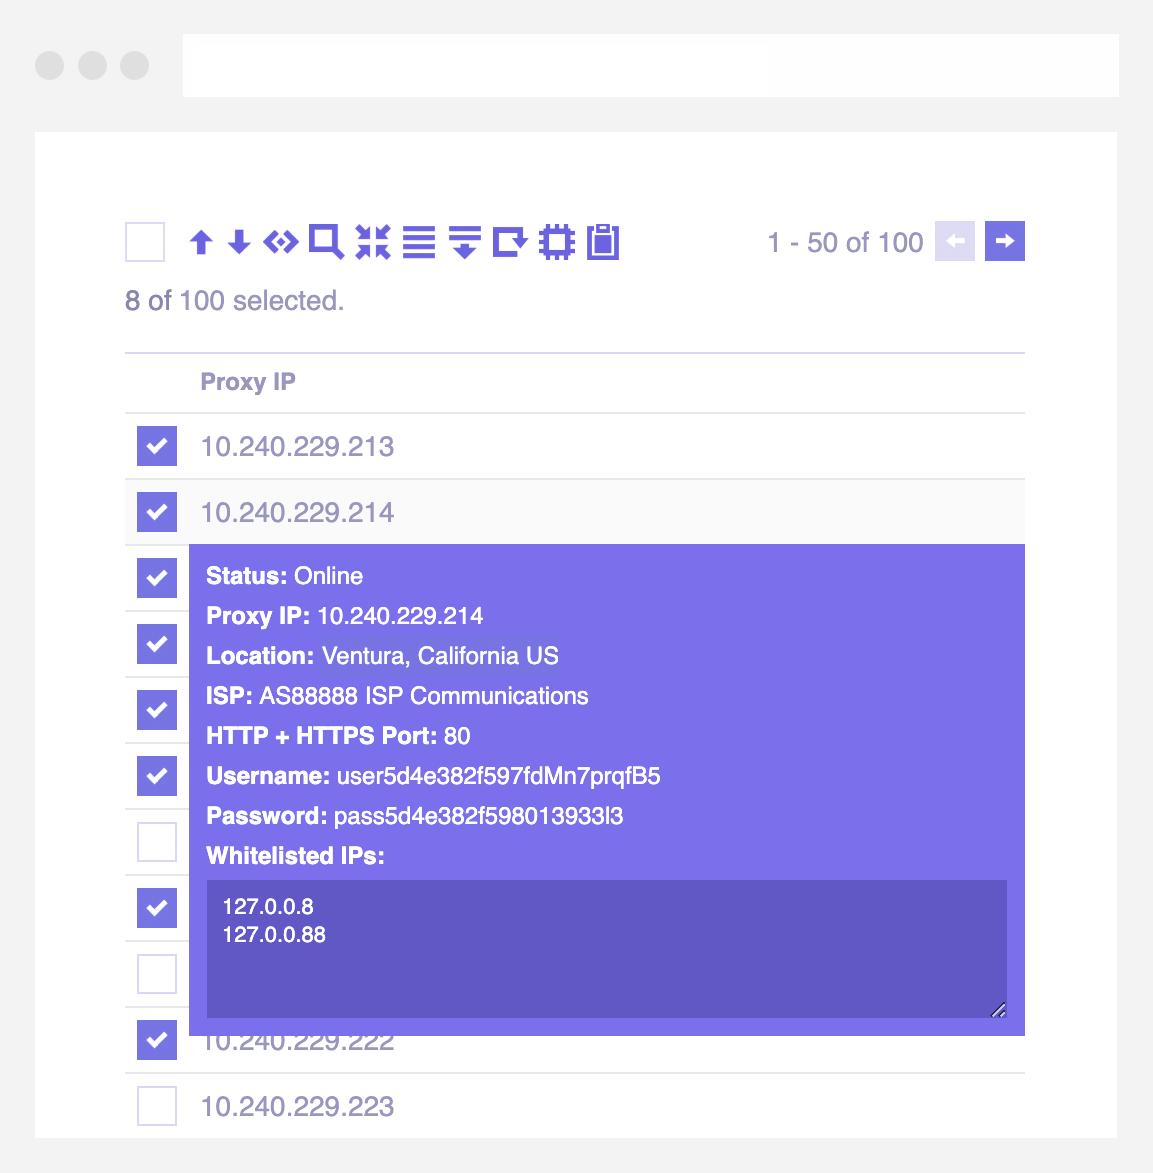 1 - 50 of 100
8 of 100 selected.
Proxy IP
10.240.229.213
10.240.229.214
Status: Online
Proxy IP: 10.240.229.214
Location: Ventura, California US
ISP: AS88888 ISP Communications
HTTP + HTTPS Port: 80
Username: user5d4e382f597fdMn7prqfB5
Password: pass5d4e382f598013933l3
Whitelisted IPs:
127.0.0.8
127.0.0.88
10.240.229.222
10.240.229.223